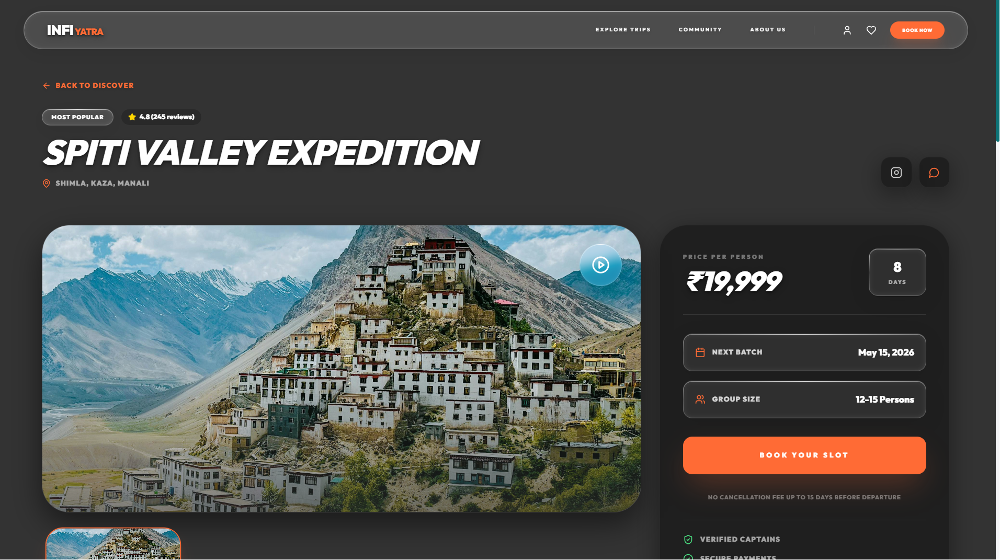 INFI YATRA
EXPLORE TRIPS
COMMUNITY
ABOUT US
BOOK NOW
BACK TO DISCOVER
MOST POPULAR
4.8 (245 reviews)
SPITI VALLEY EXPEDITION
SHIMLA, KAZA, MANALI
PRICE PER PERSON
₹19,999
8
DAYS
NEXT BATCH
May 15, 2026
GROUP SIZE
12-15 Persons
BOOK YOUR SLOT
NO CANCELLATION FEE UP TO 15 DAYS BEFORE DEPARTURE
VERIFIED CAPTAINS
SECURE PAYMENTS